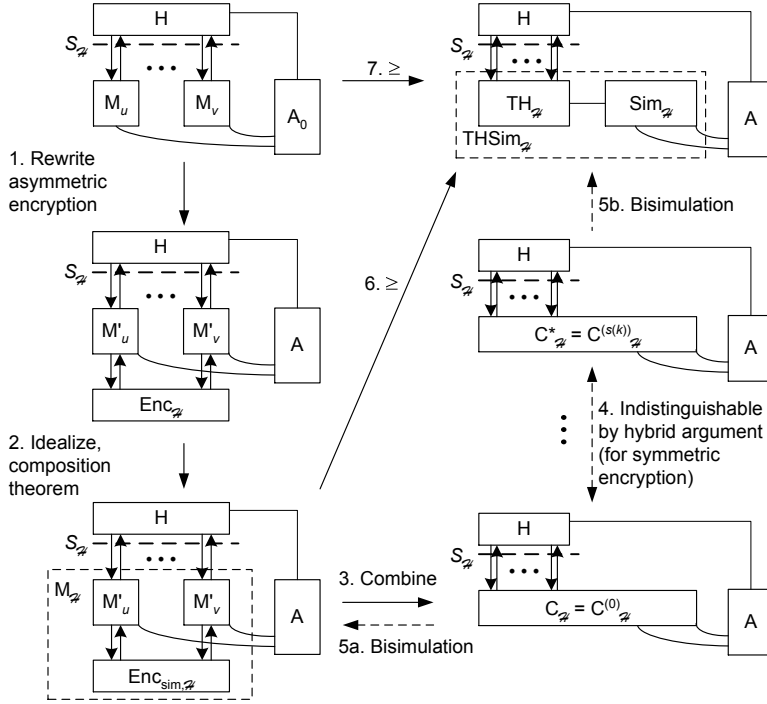 H
S_ℋ
M_u
M_v
A_0
7. ≥
H
S_ℋ
TH_ℋ
Sim_ℋ
THSim_ℋ
A
1. Rewrite
asymmetric
encryption
5b. Bisimulation
H
S_ℋ
M'_u
M'_v
A
Enc_ℋ
6. ≥
H
S_ℋ
C*_ℋ = C^(s(k))_ℋ
A
2. Idealize,
composition
theorem
4. Indistinguishable
by hybrid argument
(for symmetric
encryption)
H
S_ℋ
M_ℋ
M'_u
M'_v
A
Enc_sim,ℋ
3. Combine
5a. Bisimulation
H
S_ℋ
C_ℋ = C^(0)_ℋ
A